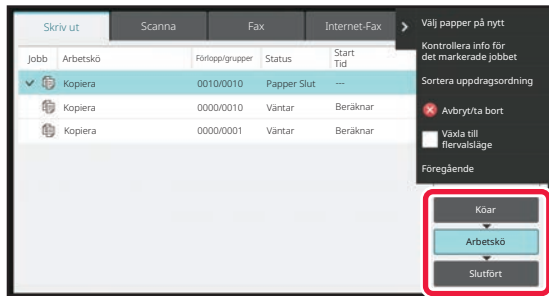 Skriv ut Scanna Fax Internet-Fax
Jobb Arbetskö Förlopp/grupper Status Start Tid
Kopiera 0010/0010 Papper Slut ---
Kopiera 0000/0010 Väntar Beräknar
Kopiera 0000/0001 Väntar Beräknar
Välj papper på nytt
Kontrollera info för
det markerade jobbet
Sortera uppdragsordning
Avbryt/ta bort
Växla till
flervalsläge
Föregående
Köar
Arbetskö
Slutfört